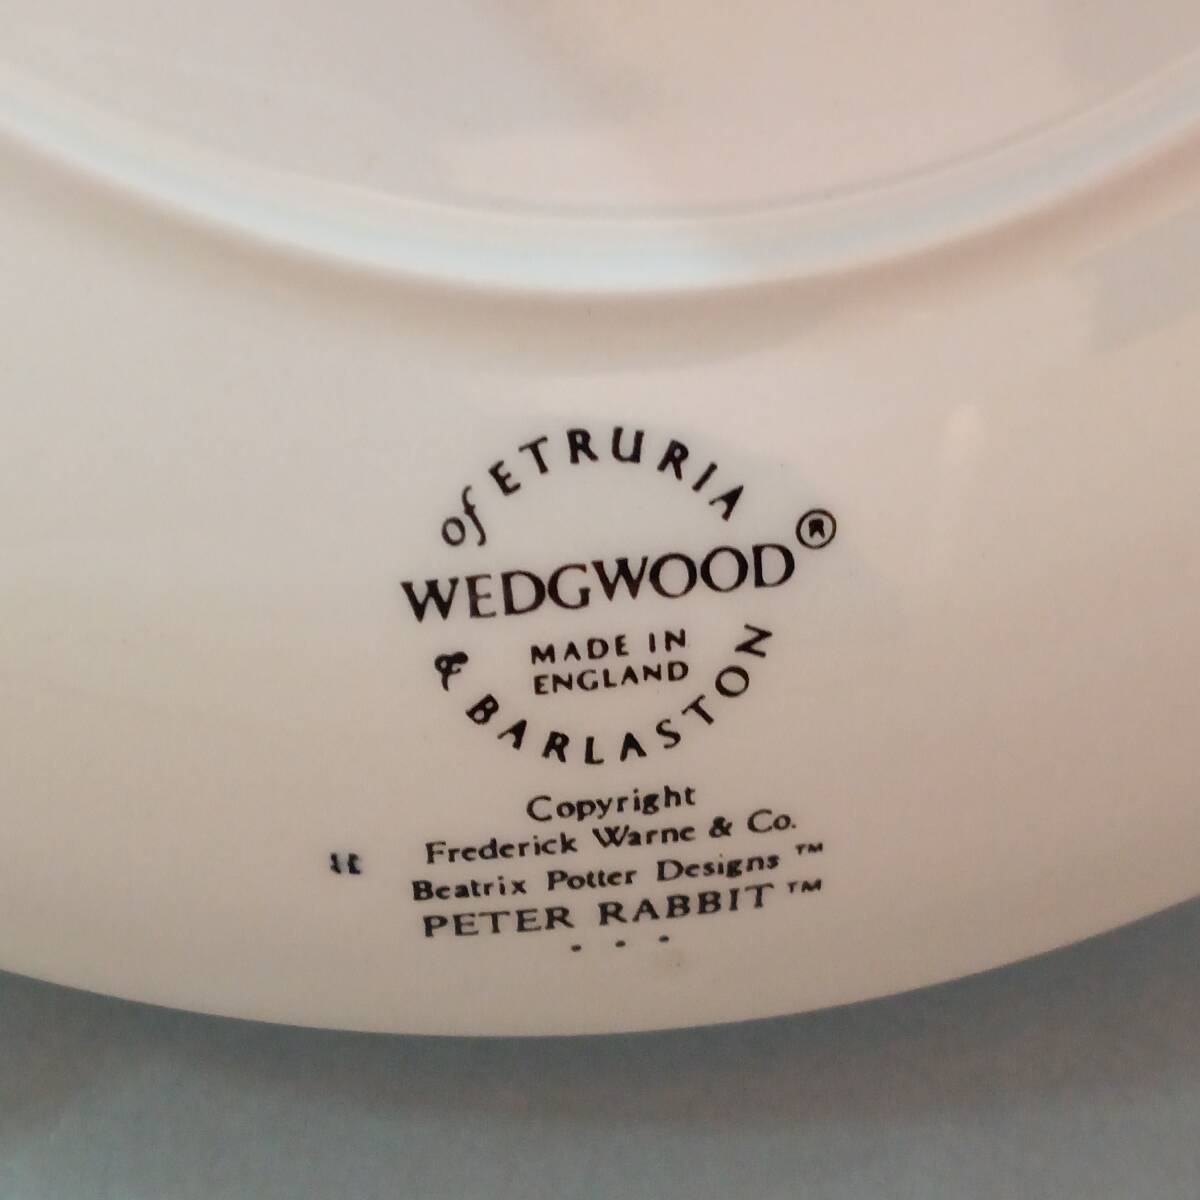 of ETRURIA
WEDGWOOD®
MADE IN
ENGLAND
& BARLASTON
Copyright
Frederick Warne & Co.
Beatrix Potter Designs ™
PETER RABBIT ™